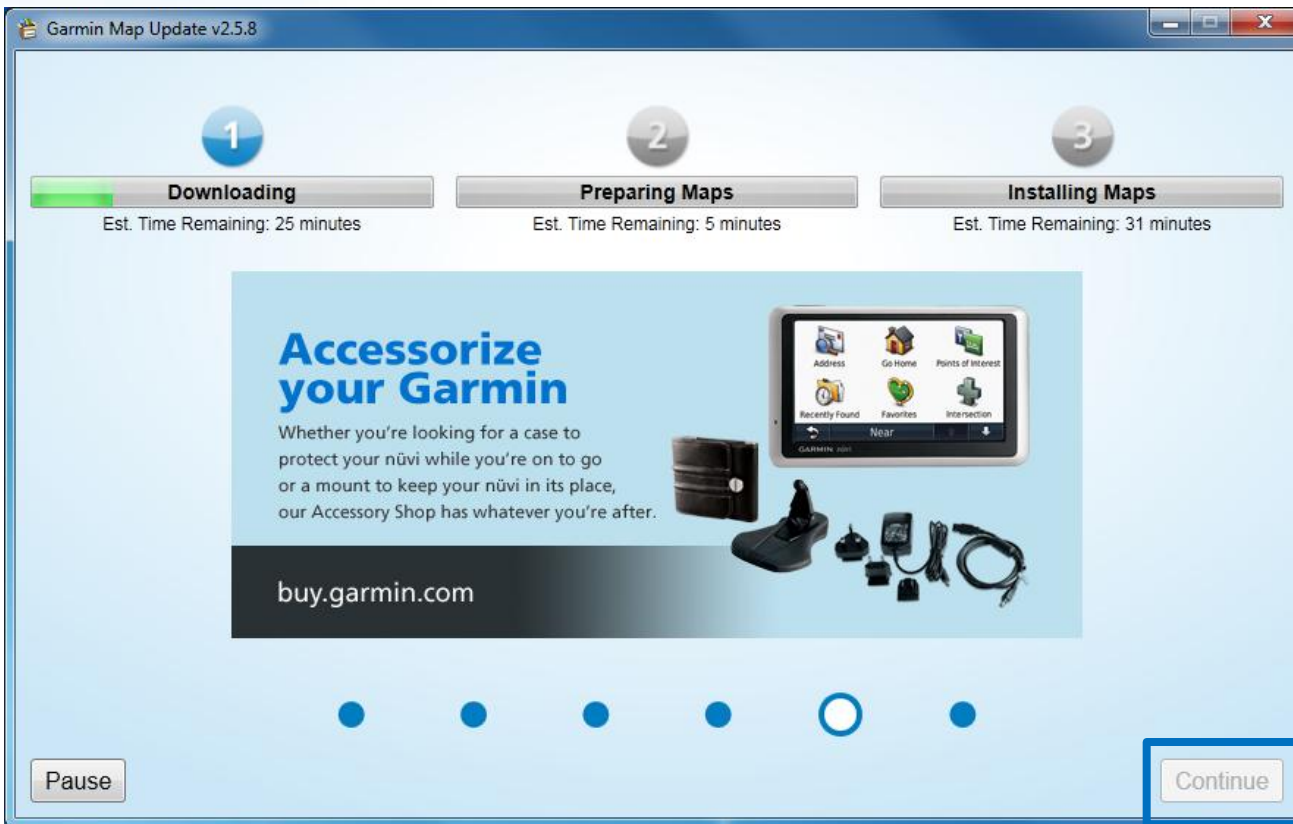 Garmin Map Update v2.5.8
1
2
3
Downloading
Preparing Maps
Installing Maps
Est. Time Remaining: 25 minutes
Est. Time Remaining: 5 minutes
Est. Time Remaining: 31 minutes
Accessorize
your Garmin
Whether you're looking for a case to
protect your nüvi while you're on to go
or a mount to keep your nüvi in its place,
our Accessory Shop has whatever you're after.
buy.garmin.com
Address
Go Home
Points of Interest
Recently Found
Favorites
Intersection
Near
GARMIN nüvi
Pause
Continue